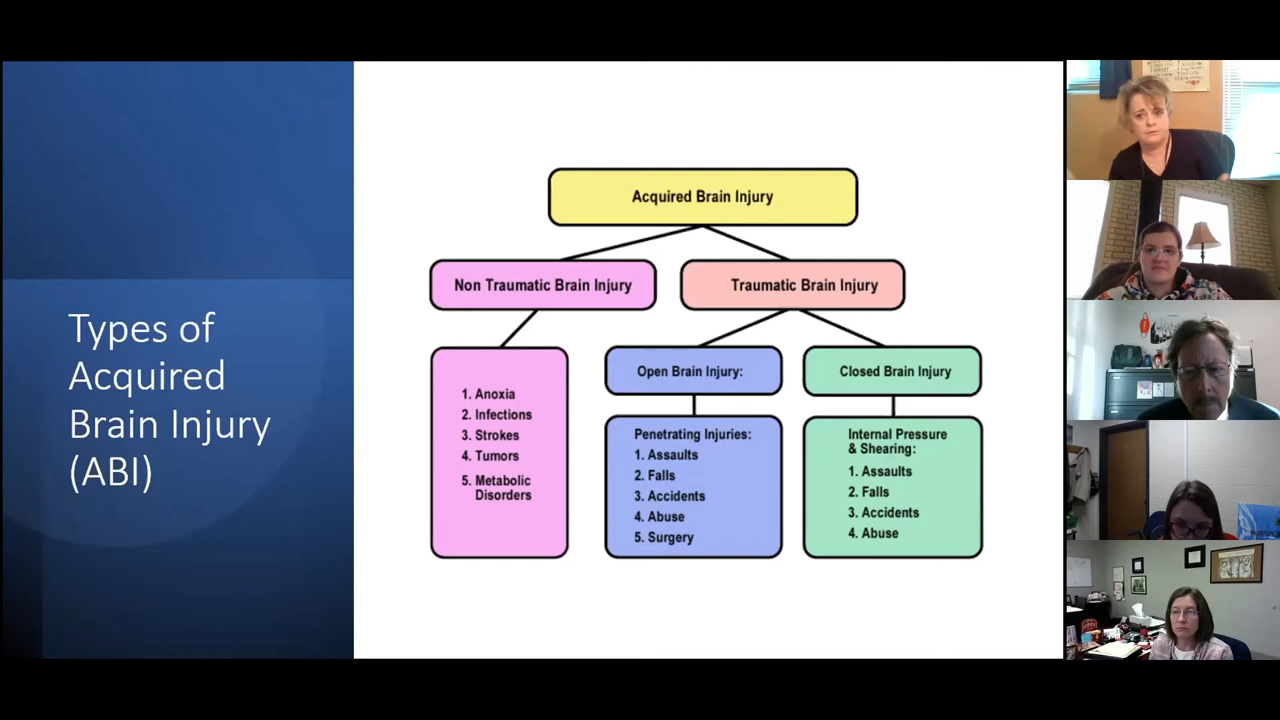 Types of
Acquired
Brain Injury
(ABI)
Acquired Brain Injury
Non Traumatic Brain Injury
Traumatic Brain Injury
1. Anoxia
2. Infections
3. Strokes
4. Tumors
5. Metabolic
Disorders
Open Brain Injury:
Penetrating Injuries:
1. Assaults
2. Falls
3. Accidents
4. Abuse
5. Surgery
Closed Brain Injury
Internal Pressure
& Shearing:
1. Assaults
2. Falls
3. Accidents
4. Abuse